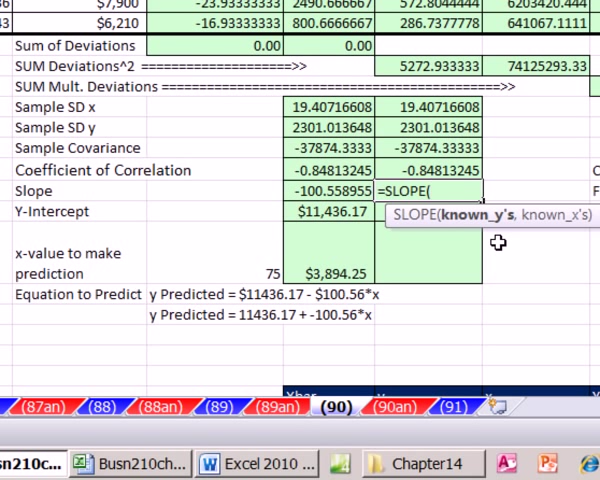 36 $7,900 -23.93333333 2490.666667 572.8044444 6203420.444
43 $6,210 -16.93333333 800.6666667 286.7377778 641067.1111
Sum of Deviations 0.00 0.00
SUM Deviations^2 ===================>> 5272.933333 74125293.33
SUM Mult. Deviations ==========================================>>
Sample SD x 19.40716608 19.40716608
Sample SD y 2301.013648 2301.013648
Sample Covariance -37874.33333 -37874.33333
Coefficient of Correlation -0.84813245 -0.84813245 C
Slope -100.558955 =SLOPE( F
Y-Intercept $11,436.17
SLOPE(known_y's, known_x's)
x-value to make
prediction 75 $3,894.25
Equation to Predict y Predicted = $11436.17 - $100.56*x
y Predicted = 11436.17 + -100.56*x
(87an) (88) (88an) (89) (89an) (90) (90an) (91)
sn210c... Busn210ch... Excel 2010 ... Chapter14